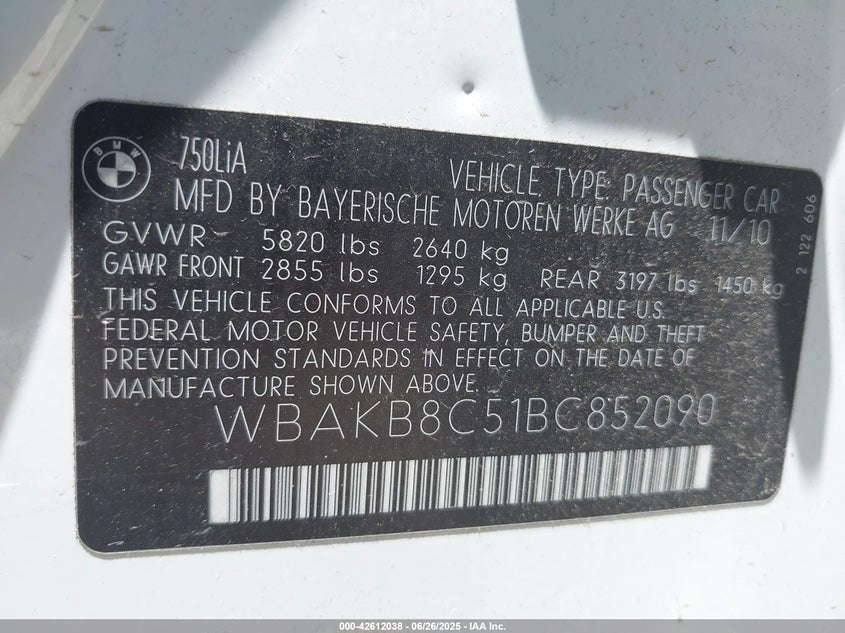 BMW
750LiA
VEHICLE TYPE: PASSENGER CAR
MFD BY BAYERISCHE MOTOREN WERKE AG 11/10
GVWR 5820 lbs 2640 kg
GAWR FRONT 2855 lbs 1295 kg REAR 3197 lbs 1450 kg
THIS VEHICLE CONFORMS TO ALL APPLICABLE U.S.
FEDERAL MOTOR VEHICLE SAFETY, BUMPER AND THEFT
PREVENTION STANDARDS IN EFFECT ON THE DATE OF
MANUFACTURE SHOWN ABOVE.
WBAKB8C51BC852090
2 122 606
000-42612038 - 06/26/2025 - IAA Inc.